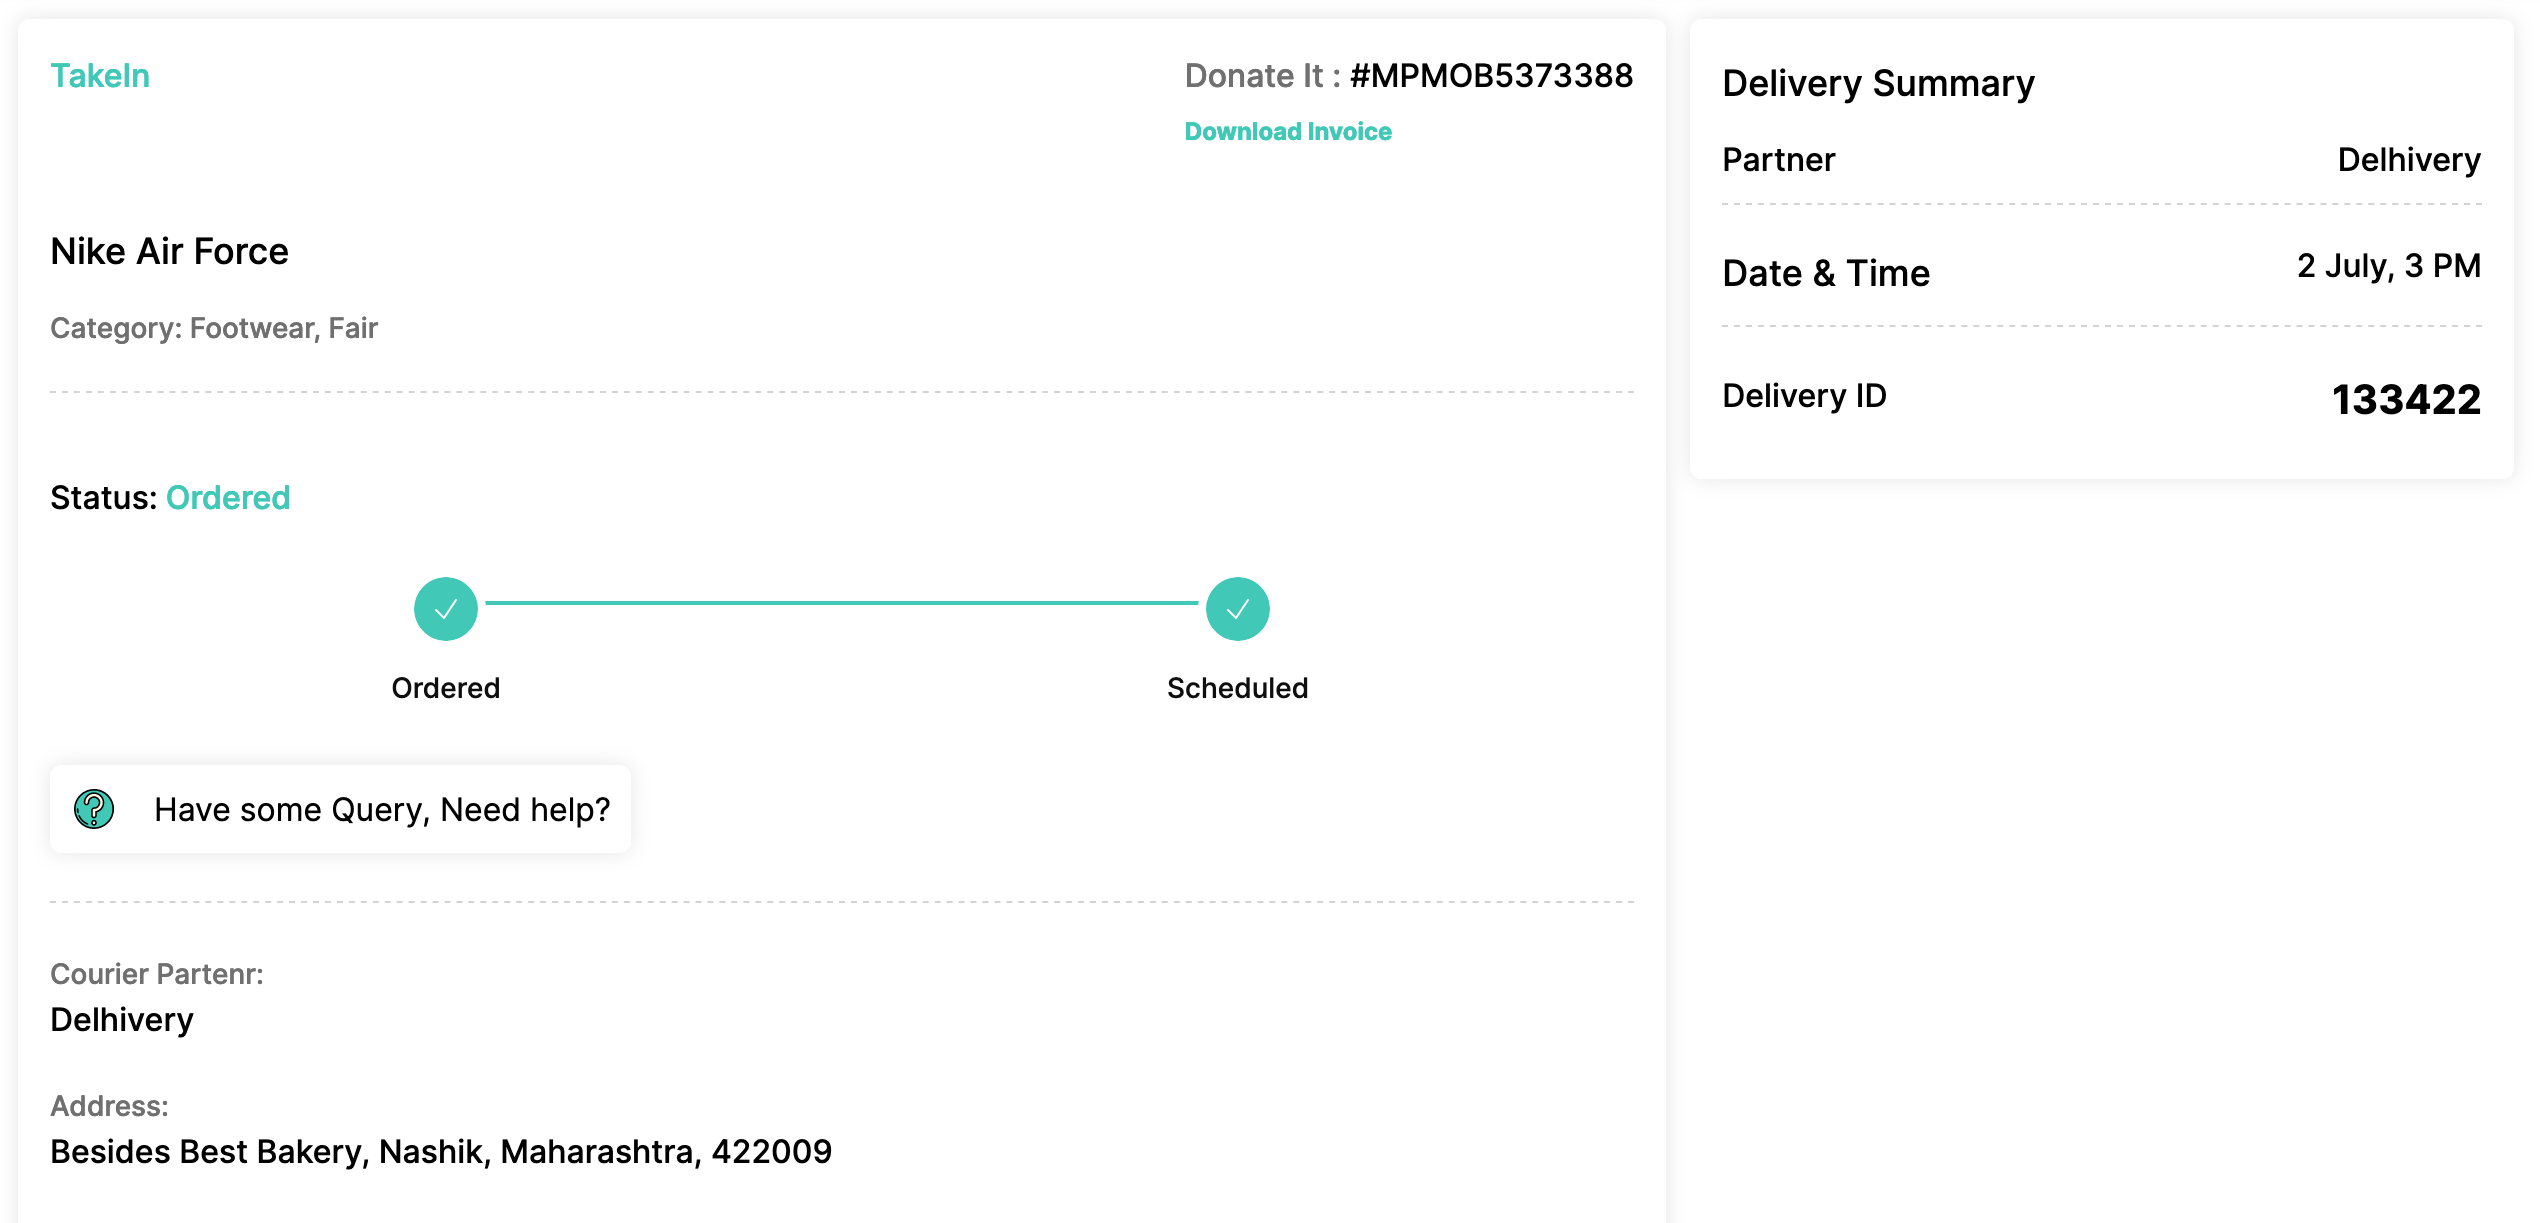 TakeIn
Donate It : #MPMOB5373388
Download Invoice
Nike Air Force
Category: Footwear, Fair
Status: Ordered
Ordered
Scheduled
Have some Query, Need help?
Courier Partenr:
Delhivery
Address:
Besides Best Bakery, Nashik, Maharashtra, 422009
Delivery Summary
Partner Delhivery
Date & Time 2 July, 3 PM
Delivery ID 133422